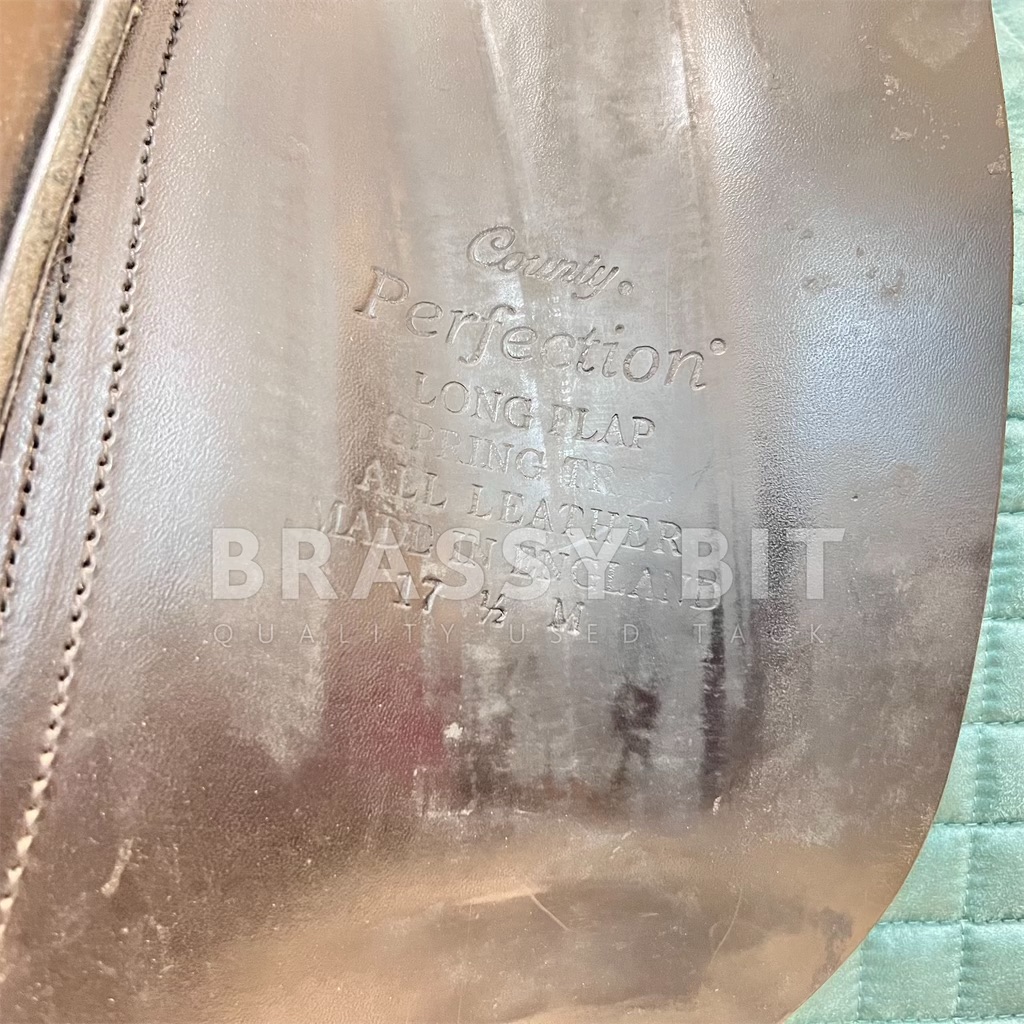 County.
Perfection
LONG FLAP
SPRING TREE
ALL LEATHER
MADE IN ENGLAND
BRASSY BIT
17 ½ M
QUALITY USED TACK